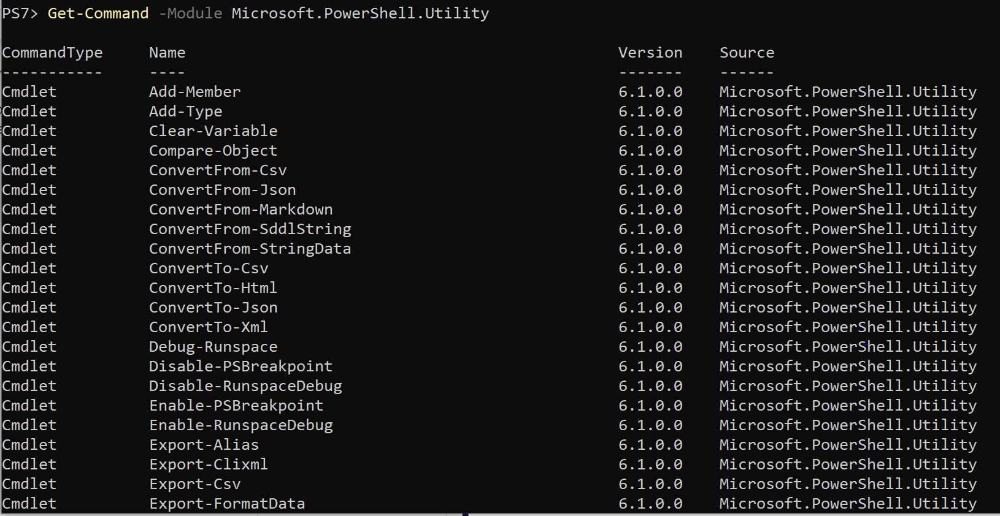 PS7> Get-Command -Module Microsoft.PowerShell.Utility
CommandType     Name                                               Version    Source
-----------     ----                                               -------    ------
Cmdlet          Add-Member                                         6.1.0.0    Microsoft.PowerShell.Utility
Cmdlet          Add-Type                                           6.1.0.0    Microsoft.PowerShell.Utility
Cmdlet          Clear-Variable                                     6.1.0.0    Microsoft.PowerShell.Utility
Cmdlet          Compare-Object                                     6.1.0.0    Microsoft.PowerShell.Utility
Cmdlet          ConvertFrom-Csv                                    6.1.0.0    Microsoft.PowerShell.Utility
Cmdlet          ConvertFrom-Json                                   6.1.0.0    Microsoft.PowerShell.Utility
Cmdlet          ConvertFrom-Markdown                               6.1.0.0    Microsoft.PowerShell.Utility
Cmdlet          ConvertFrom-SddlString                             6.1.0.0    Microsoft.PowerShell.Utility
Cmdlet          ConvertFrom-StringData                             6.1.0.0    Microsoft.PowerShell.Utility
Cmdlet          ConvertTo-Csv                                      6.1.0.0    Microsoft.PowerShell.Utility
Cmdlet          ConvertTo-Html                                     6.1.0.0    Microsoft.PowerShell.Utility
Cmdlet          ConvertTo-Json                                     6.1.0.0    Microsoft.PowerShell.Utility
Cmdlet          ConvertTo-Xml                                      6.1.0.0    Microsoft.PowerShell.Utility
Cmdlet          Debug-Runspace                                     6.1.0.0    Microsoft.PowerShell.Utility
Cmdlet          Disable-PSBreakpoint                               6.1.0.0    Microsoft.PowerShell.Utility
Cmdlet          Disable-RunspaceDebug                              6.1.0.0    Microsoft.PowerShell.Utility
Cmdlet          Enable-PSBreakpoint                                6.1.0.0    Microsoft.PowerShell.Utility
Cmdlet          Enable-RunspaceDebug                               6.1.0.0    Microsoft.PowerShell.Utility
Cmdlet          Export-Alias                                       6.1.0.0    Microsoft.PowerShell.Utility
Cmdlet          Export-Clixml                                      6.1.0.0    Microsoft.PowerShell.Utility
Cmdlet          Export-Csv                                         6.1.0.0    Microsoft.PowerShell.Utility
Cmdlet          Export-FormatData                                  6.1.0.0    Microsoft.PowerShell.Utility